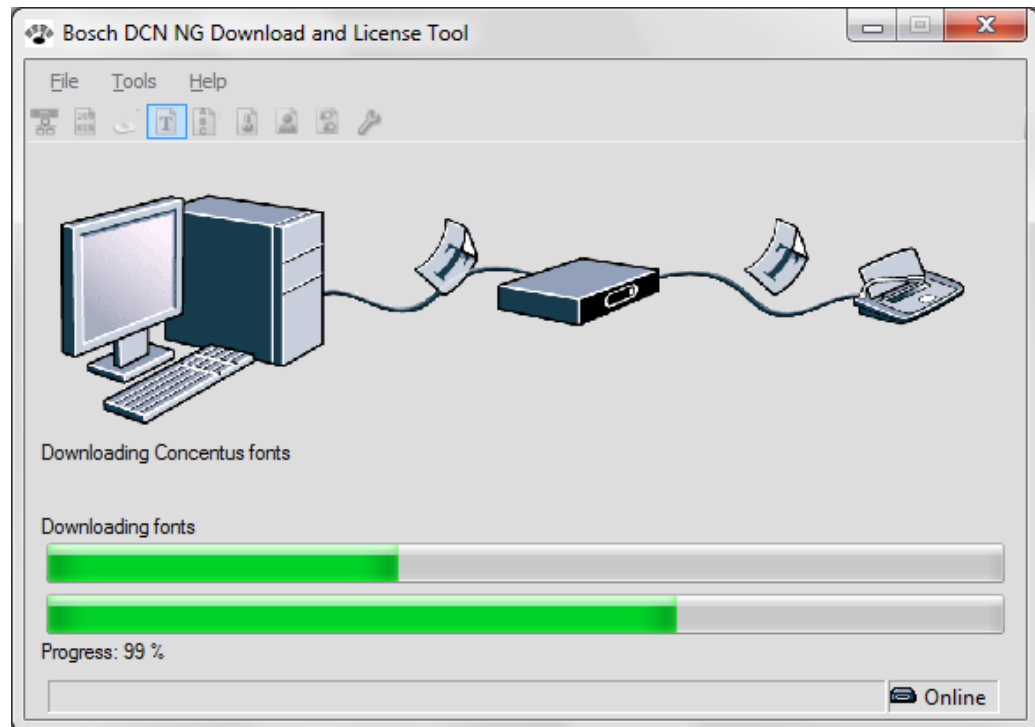 Bosch DCN NG Download and License Tool
File Tools Help
Downloading Concentus fonts
Downloading fonts
Progress: 99 %
Online